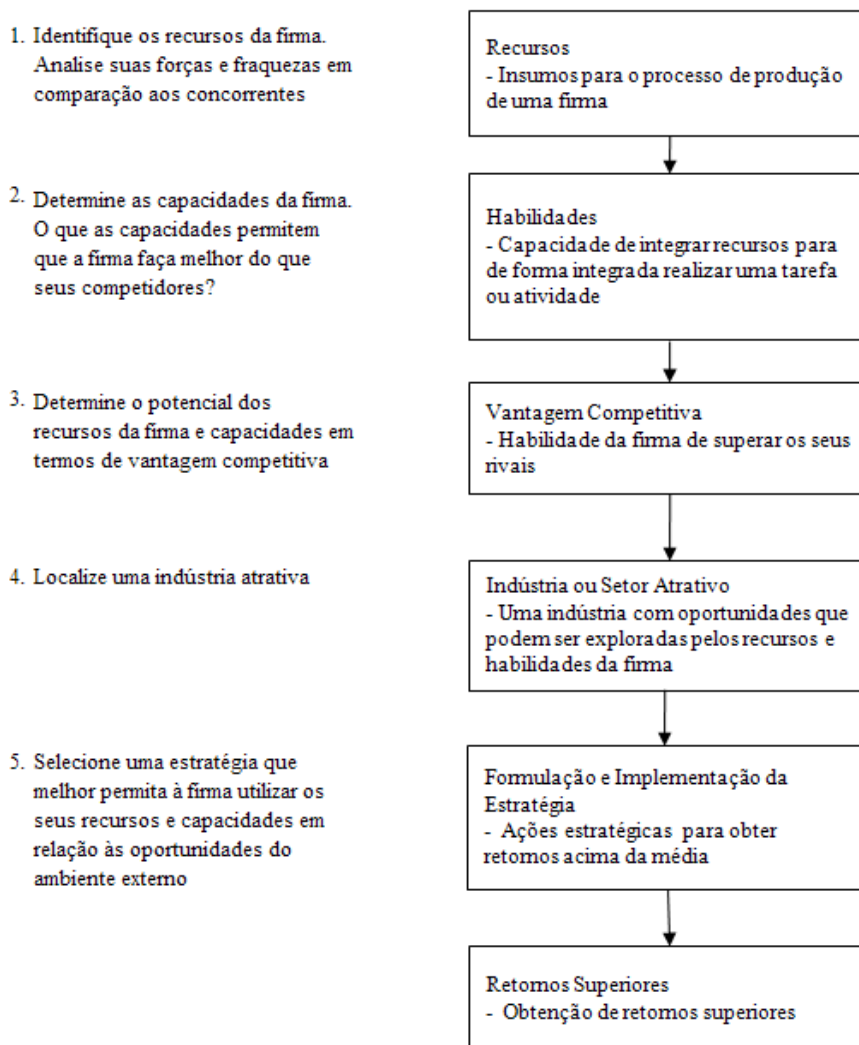 1. Identifique os recursos da firma.
Analise suas forças e fraquezas em
comparação aos concorrentes
Recursos
- Insumos para o processo de produção
de uma firma
2. Determine as capacidades da firma.
O que as capacidades permitem
que a firma faça melhor do que
seus competidores?
Habilidades
- Capacidade de integrar recursos para
de forma integrada realizar uma tarefa
ou atividade
3. Determine o potencial dos
recursos da firma e capacidades em
termos de vantagem competitiva
Vantagem Competitiva
- Habilidade da firma de superar os seus
rivais
4. Localize uma indústria atrativa
Indústria ou Setor Atrativo
- Uma indústria com oportunidades que
podem ser exploradas pelos recursos e
habilidades da firma
5. Selecione uma estratégia que
melhor permita à firma utilizar os
seus recursos e capacidades em
relação às oportunidades do
ambiente externo
Formulação e Implementação da
Estratégia
- Ações estratégicas para obter
retornos acima da média
Retornos Superiores
- Obtenção de retornos superiores